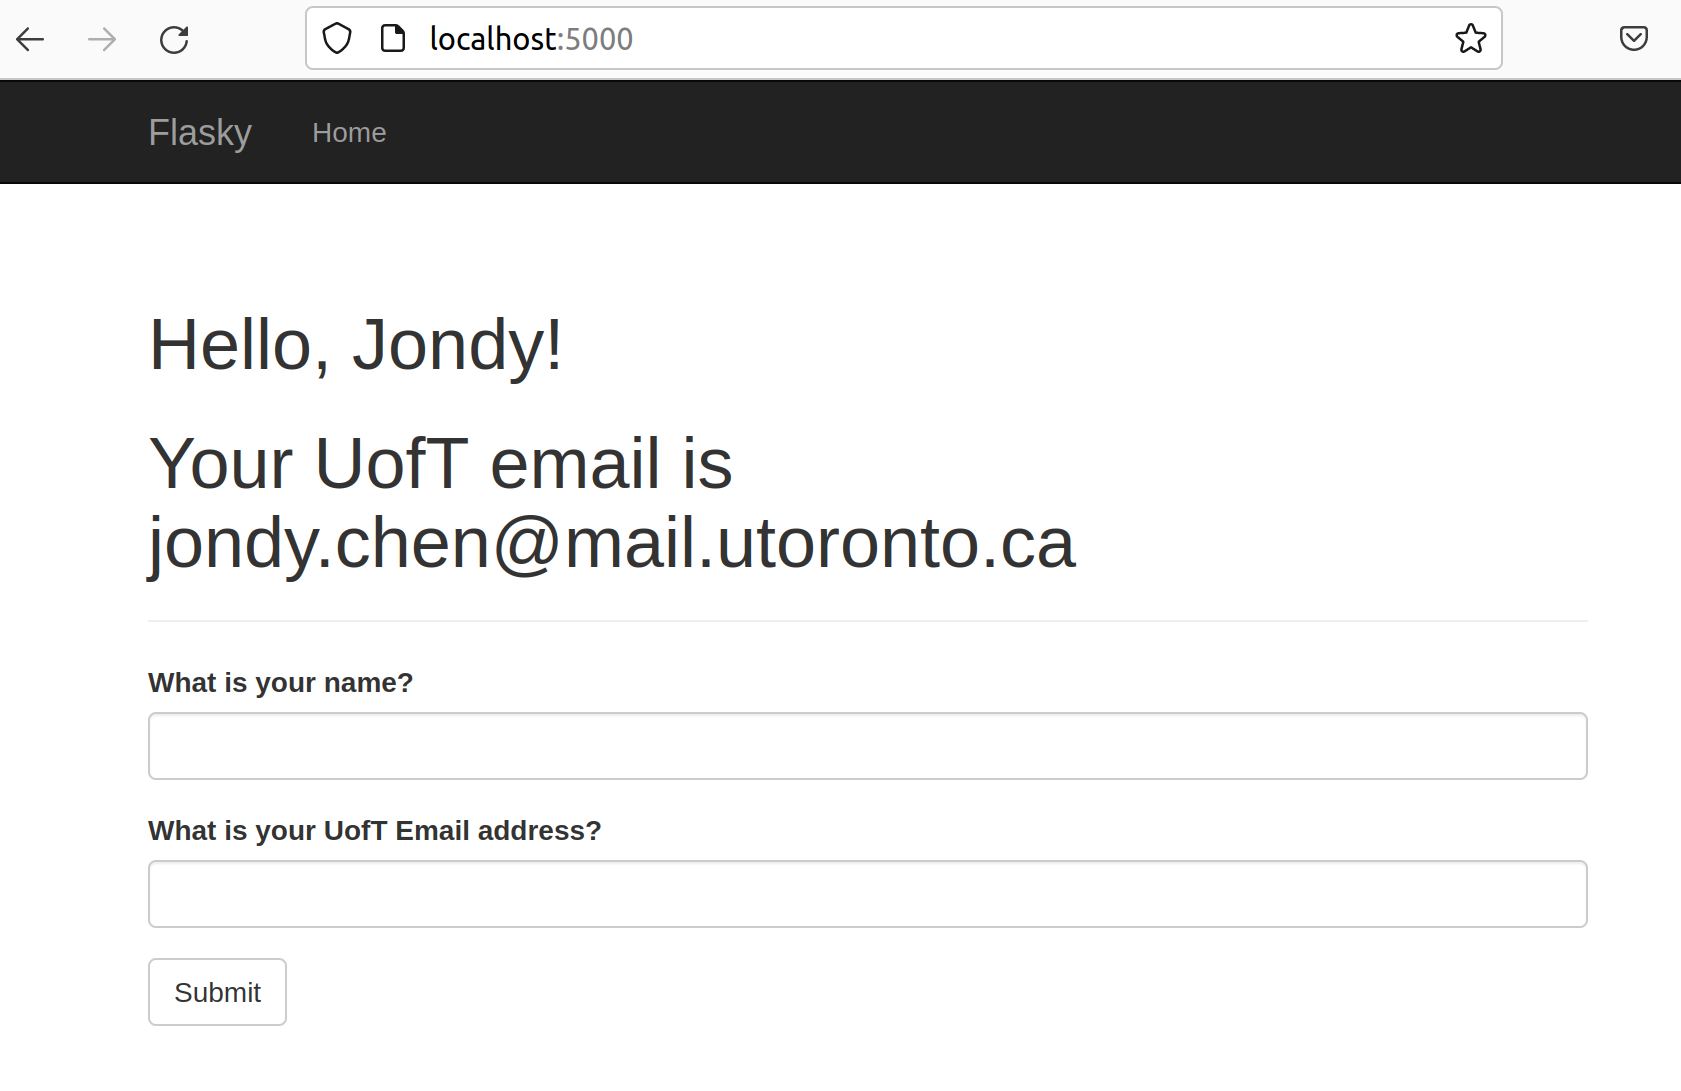 localhost:5000
Flasky Home
Hello, Jondy!
Your UofT email is
jondy.chen@mail.utoronto.ca
What is your name?
What is your UofT Email address?
Submit